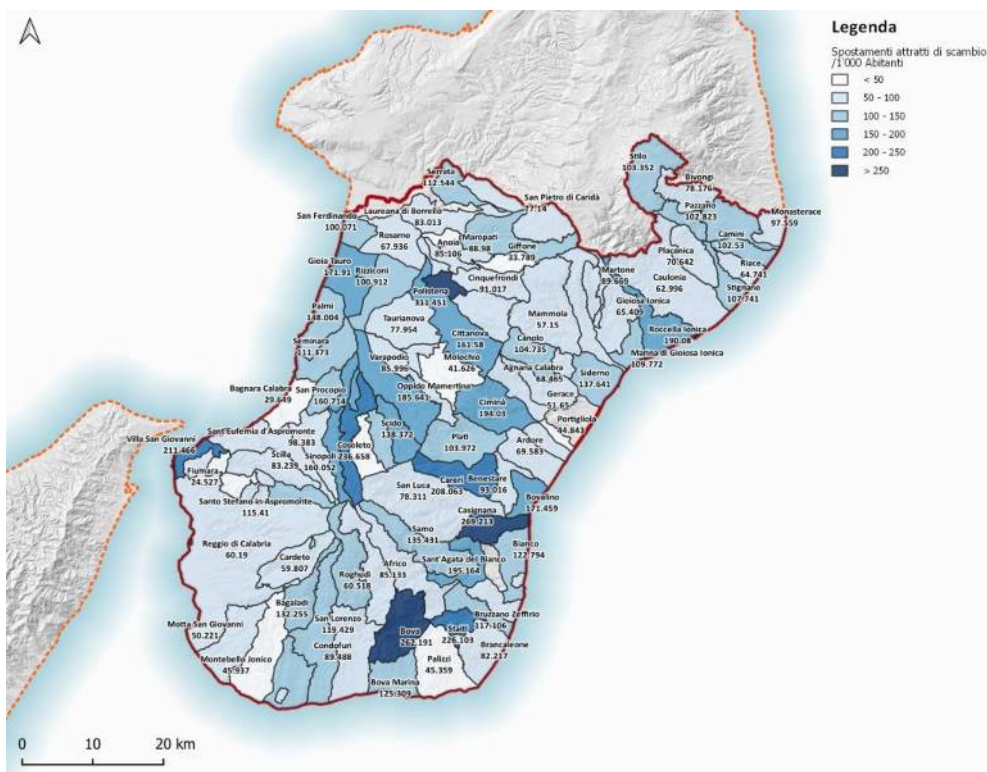 Legenda
Spostamenti attratti di scambio
/1'000 Abitanti
< 50
50 - 100
100 - 150
150 - 200
200 - 250
> 250
Stilo
103.352
Bivongi
78.176
Serrata
112.544
San Pietro di Caridà
77.14
Pazzano
102.823
Monasterace
97.559
San Ferdinando
100.071
Laureana di Borrello
83.013
Camini
102.53
Rosarno
67.936
Anoia
85.106
Maropati
88.98
Giffone
33.789
Placanica
70.642
Riace
64.741
Gioia Tauro
171.91
Rizziconi
100.912
Cinquefrondi
91.017
Martone
89.669
Caulonia
62.996
Stignano
107.741
Polistena
311.451
Gioiosa Ionica
65.409
Palmi
148.004
Taurianova
77.954
Mammola
57.15
Roccella Ionica
190.08
Cittanova
161.58
Canolo
104.735
Marina di Gioiosa Ionica
109.772
Seminara
111.373
Varapodio
85.996
Molochio
41.626
Agnana Calabra
68.465
Siderno
137.641
Bagnara Calabra
29.649
San Procopio
160.714
Oppido Mamertina
185.641
Ciminà
194.03
Gerace
51.65
Portigliola
44.843
Sant'Eufemia d'Aspromonte
98.383
Scido
138.372
Villa San Giovanni
211.466
Cosoleto
236.658
Platì
103.972
Ardore
69.583
Scilla
83.239
Sinopoli
160.052
Fiumara
24.527
San Luca
78.311
Careri
208.063
Benestare
93.016
Bovalino
171.459
Santo Stefano in Aspromonte
115.41
Casignana
269.213
Samo
135.431
Bianco
122.794
Reggio di Calabria
60.19
Cardeto
59.807
Africo
85.133
Sant'Agata del Bianco
195.164
Roghudi
60.518
Bagaladi
132.255
San Lorenzo
119.429
Bruzzano Zeffirio
117.106
Motta San Giovanni
50.221
Bova
262.191
Staiti
226.103
Brancaleone
82.217
Condofuri
89.488
Montebello Jonico
45.937
Palizzi
45.359
Bova Marina
125.309
0 10 20 km